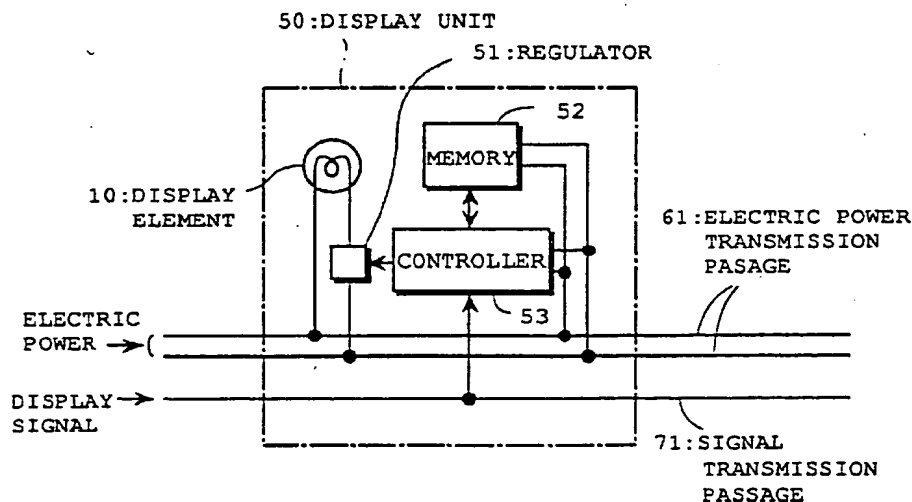 50:DISPLAY UNIT
51:REGULATOR
52
MEMORY
10:DISPLAY
ELEMENT
61:ELECTRIC POWER
TRANSMISSION
PASAGE
CONTROLLER
53
ELECTRIC
POWER
DISPLAY
SIGNAL
71:SIGNAL
TRANSMISSION
PASSAGE